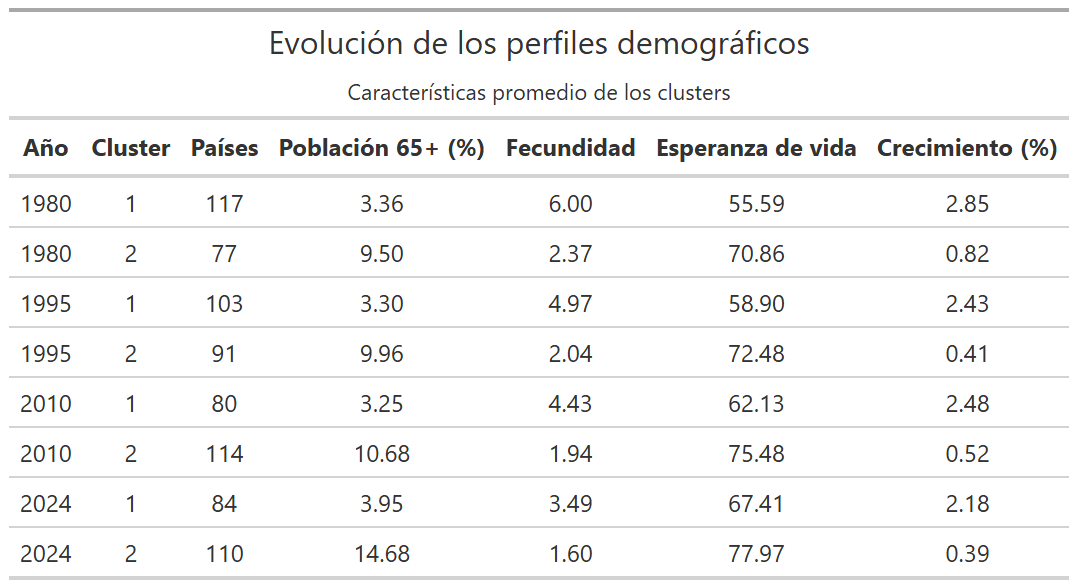 Evolución de los perfiles demográficos
Características promedio de los clusters
Año Cluster Países Población 65+ (%) Fecundidad Esperanza de vida Crecimiento (%)
1980 1 117 3.36 6.00 55.59 2.85
1980 2 77 9.50 2.37 70.86 0.82
1995 1 103 3.30 4.97 58.90 2.43
1995 2 91 9.96 2.04 72.48 0.41
2010 1 80 3.25 4.43 62.13 2.48
2010 2 114 10.68 1.94 75.48 0.52
2024 1 84 3.95 3.49 67.41 2.18
2024 2 110 14.68 1.60 77.97 0.39